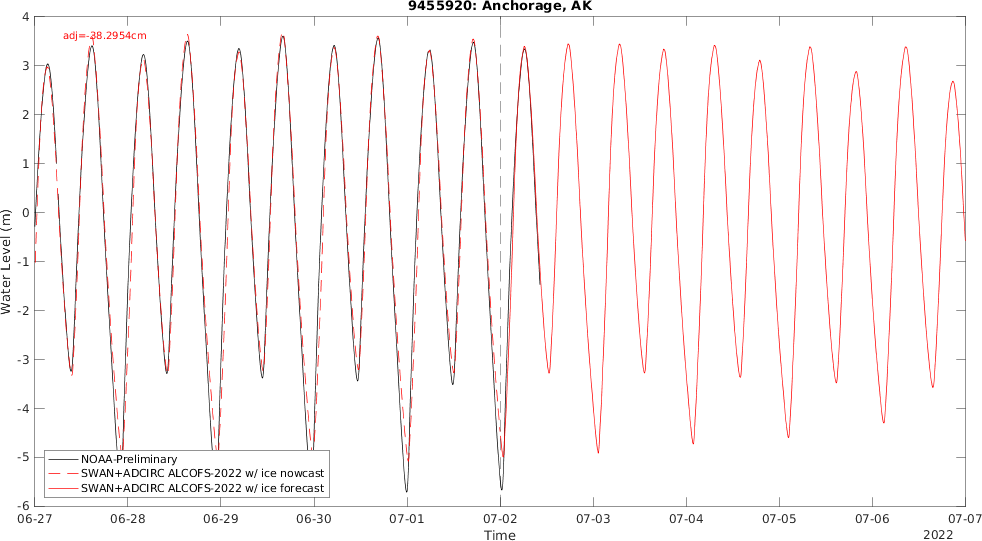 9455920: Anchorage, AK
adj=-38.2954cm
4
3
2
1
0
-1
-2
-3
-4
-5
-6
Water Level (m)
NOAA-Preliminary
SWAN+ADCIRC ALCOFS-2022 w/ ice nowcast
SWAN+ADCIRC ALCOFS-2022 w/ ice forecast
06-27 06-28 06-29 06-30 07-01 07-02 07-03 07-04 07-05 07-06 07-07
Time
2022